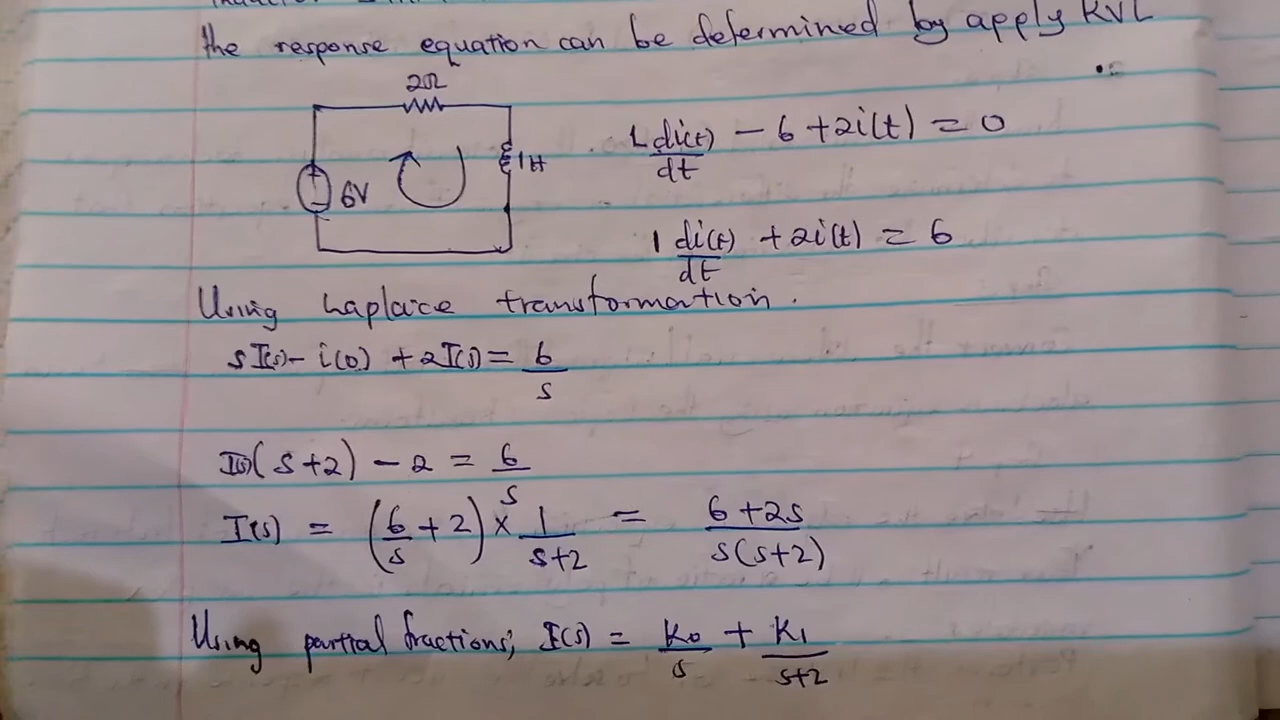 the response equation can be determined by apply KVL
2Ω
1 di(t)/dt − 6 + 2i(t) = 0
6V
1H
1 di(t)/dt + 2i(t) = 6
Using Laplaice transformation.
sI(s) − i(0) + 2I(s) = 6/s
I(s)(s+2) − 2 = 6/s
I(s) = (6/s + 2) × 1/(s+2) = (6+2s)/(s(s+2))
Using partial fractions; I(s) = K0/s + K1/(s+2)